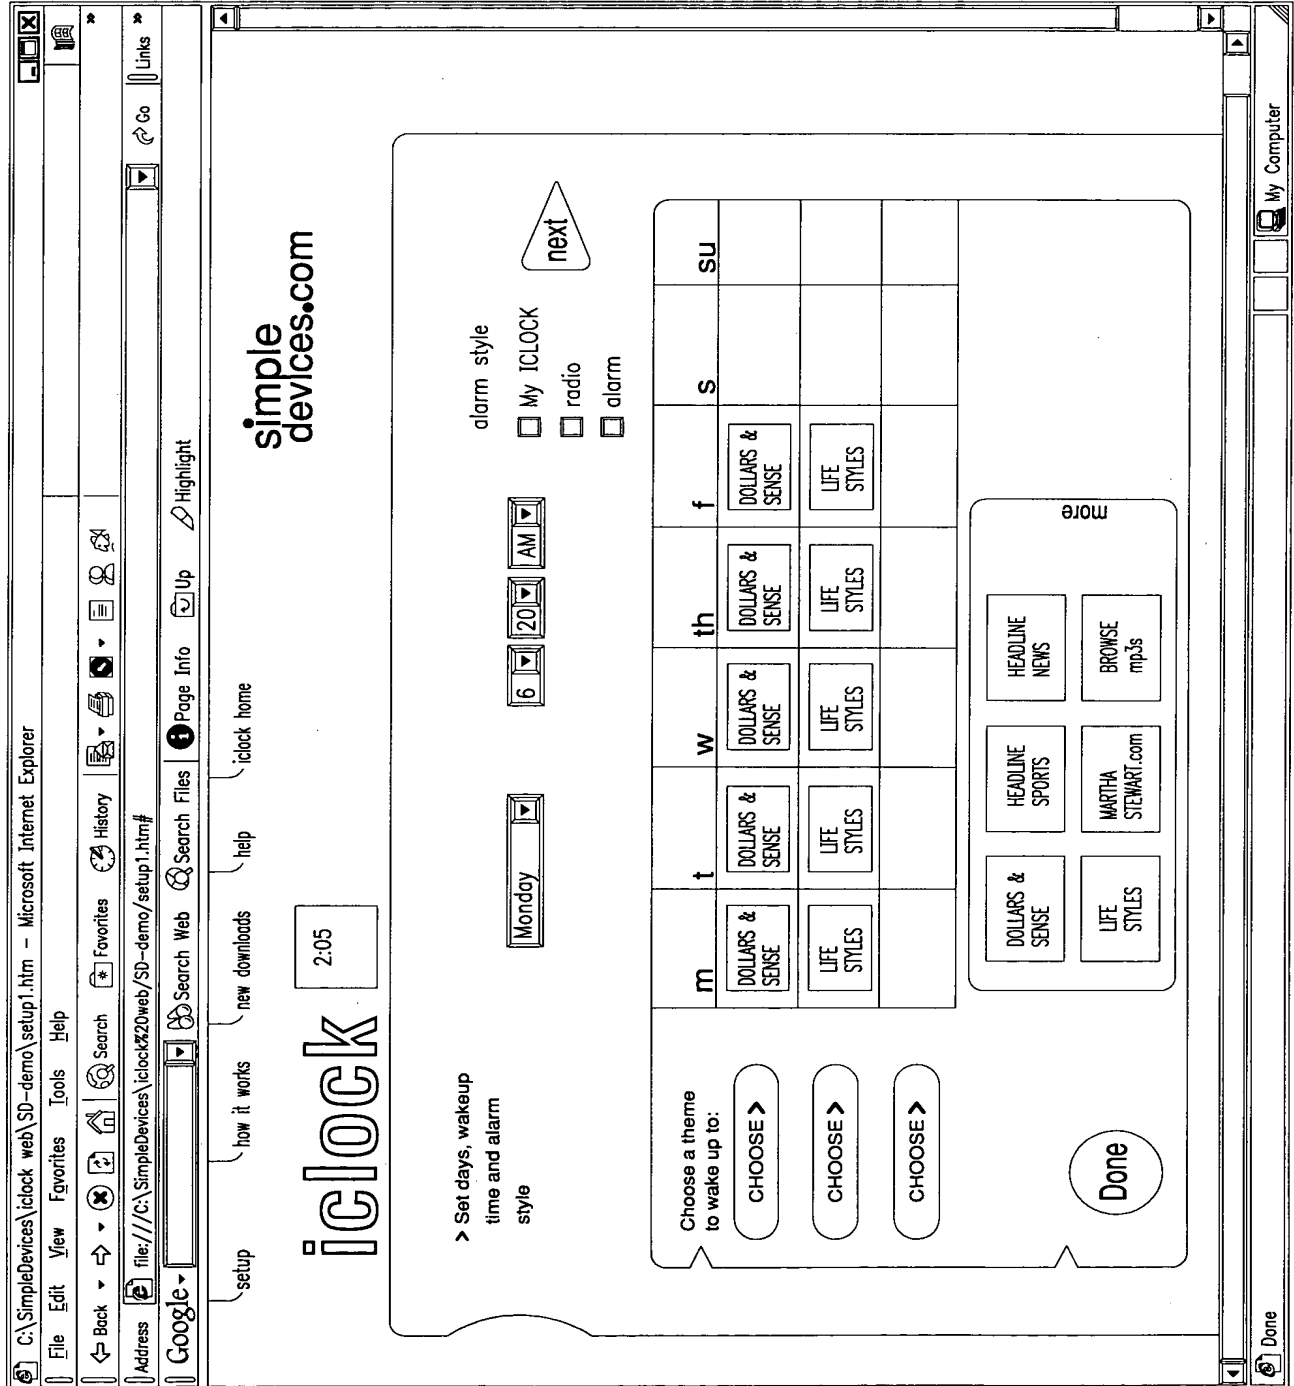 C:\SimpleDevices\iclock web\SD-demo\setup1.htm - Microsoft Internet Explorer
File Edit View Favorites Tools Help
Back Search Favorites History »
Address file:///C:\SimpleDevices\iclock%20web/SD-demo/setup1.htm# Go Links »
Google Search Web Search Files Page Info Up Highlight
setup how it works new downloads help iclock home
iclock
2:05
simple
devices.com
> Set days, wakeup
time and alarm
style
Monday
6 20 AM
alarm style
My ICLOCK
radio
alarm
next
Choose a theme
to wake up to:
m t w th f s su
CHOOSE >
DOLLARS &
SENSE
DOLLARS &
SENSE
DOLLARS &
SENSE
DOLLARS &
SENSE
DOLLARS &
SENSE
CHOOSE >
LIFE
STYLES
LIFE
STYLES
LIFE
STYLES
LIFE
STYLES
LIFE
STYLES
CHOOSE >
DOLLARS &
SENSE
HEADLINE
SPORTS
HEADLINE
NEWS
LIFE
STYLES
MARTHA
STEWART.com
BROWSE
mp3s
more
Done
Done My Computer